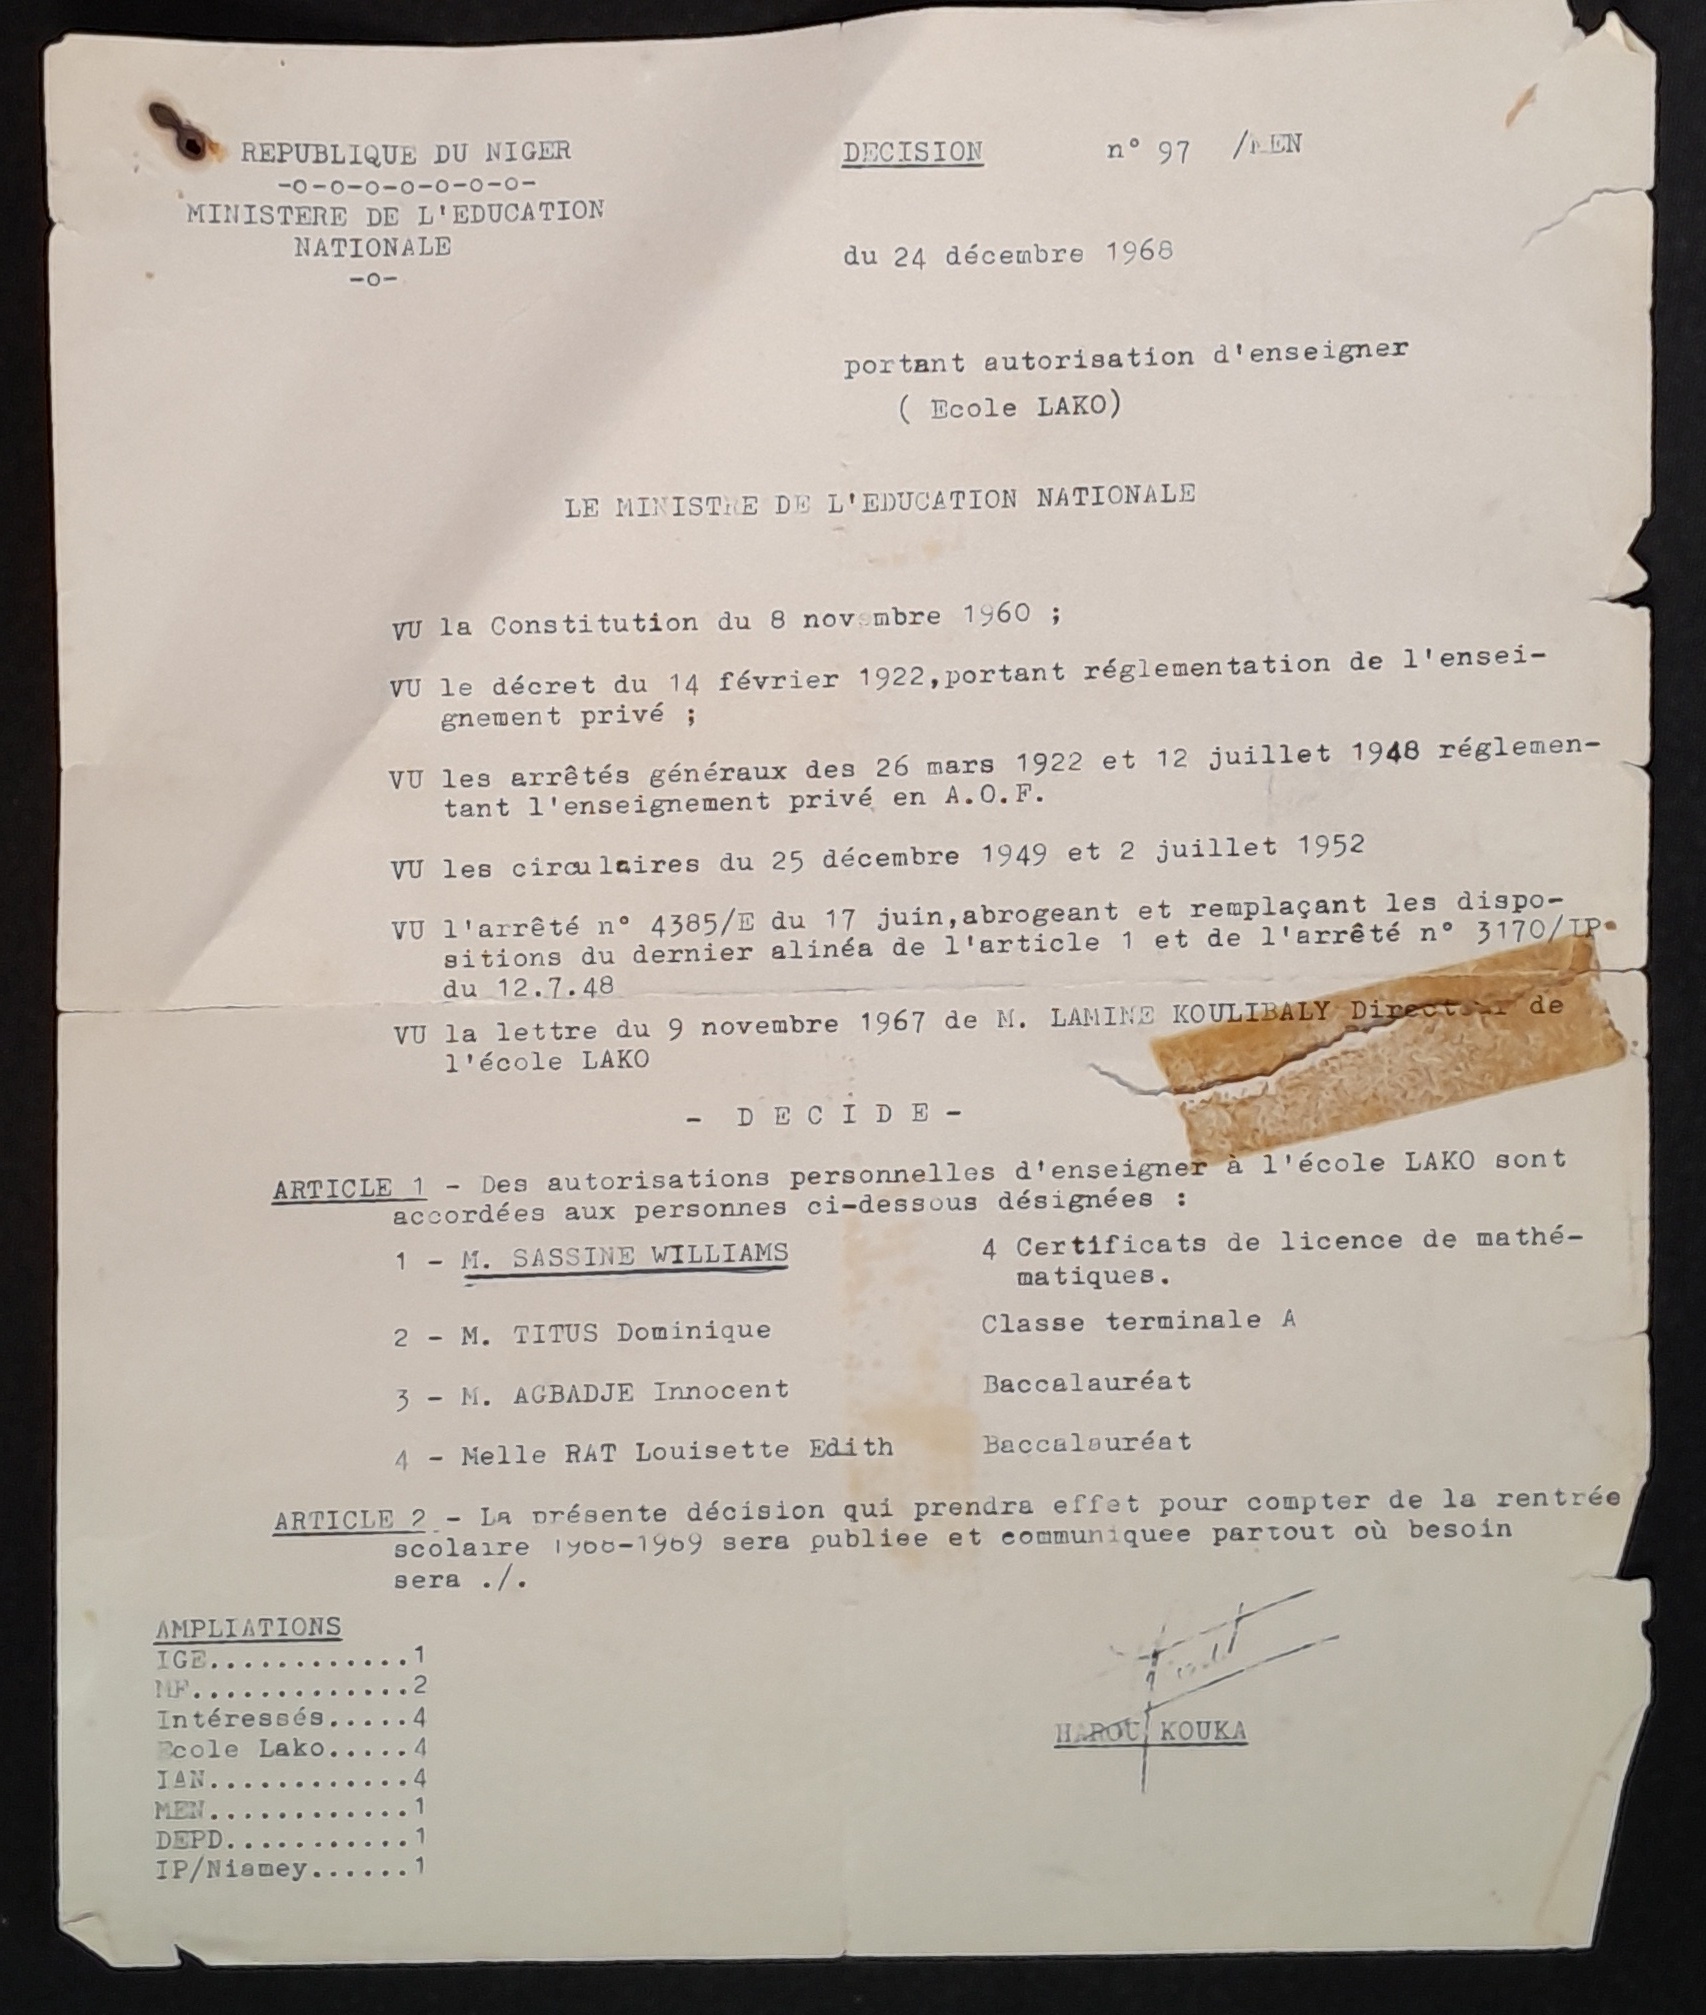 REPUBLIQUE DU NIGER
-o-o-o-o-o-o-o-
MINISTERE DE L'EDUCATION
NATIONALE
-o-
DECISION n° 97 /MEN
du 24 décembre 1968
portant autorisation d'enseigner
( Ecole LAKO)
LE MINISTRE DE L'EDUCATION NATIONALE
VU la Constitution du 8 novembre 1960 ;
VU le décret du 14 février 1922,portant réglementation de l'ensei-
gnement privé ;
VU les arrêtés généraux des 26 mars 1922 et 12 juillet 1948 réglemen-
tant l'enseignement privé en A.O.F.
VU les circulaires du 25 décembre 1949 et 2 juillet 1952
VU l'arrêté n° 4385/E du 17 juin,abrogeant et remplaçant les dispo-
sitions du dernier alinéa de l'article 1 et de l'arrêté n° 3170/IP.
du 12.7.48
VU la lettre du 9 novembre 1967 de M. LAMINE KOULIBALY Directeur de
l'école LAKO
- D E C I D E -
ARTICLE 1 - Des autorisations personnelles d'enseigner à l'école LAKO sont
accordées aux personnes ci-dessous désignées :
1 - M. SASSINE WILLIAMS 4 Certificats de licence de mathé-
matiques.
2 - M. TITUS Dominique Classe terminale A
3 - M. AGBADJE Innocent Baccalauréat
4 - Melle RAT Louisette Edith Baccalauréat
ARTICLE 2 - La présente décision qui prendra effet pour compter de la rentrée
scolaire 1968-1969 sera publiee et communiquee partout où besoin
sera ./.
AMPLIATIONS
IGE............1
MF.............2
Intéressés.....4
Ecole Lako.....4
IAN............4
MEN............1
DEPD...........1
IP/Niamey......1
HAROU KOUKA